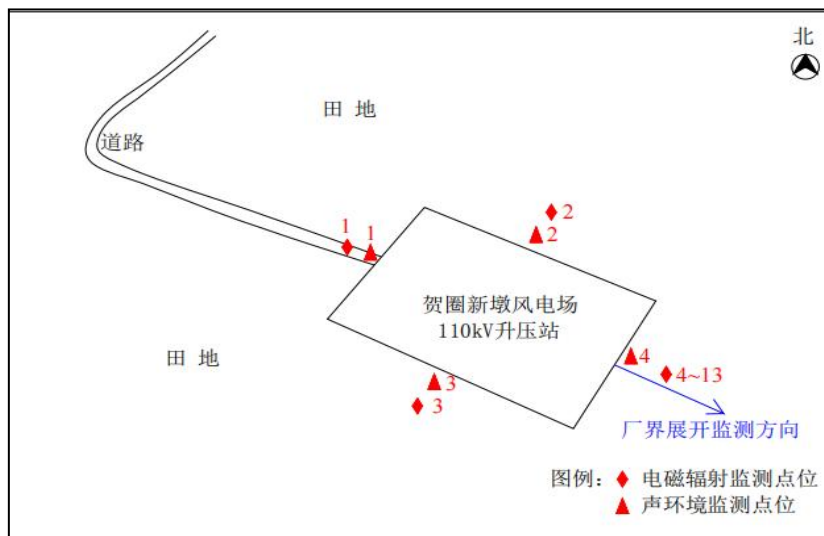 北
田 地
道路
1
1
2
2
贺圈新墩风电场
110kV升压站
田 地
4
4~13
3
3
厂界展开监测方向
图例：
电磁辐射监测点位
声环境监测点位